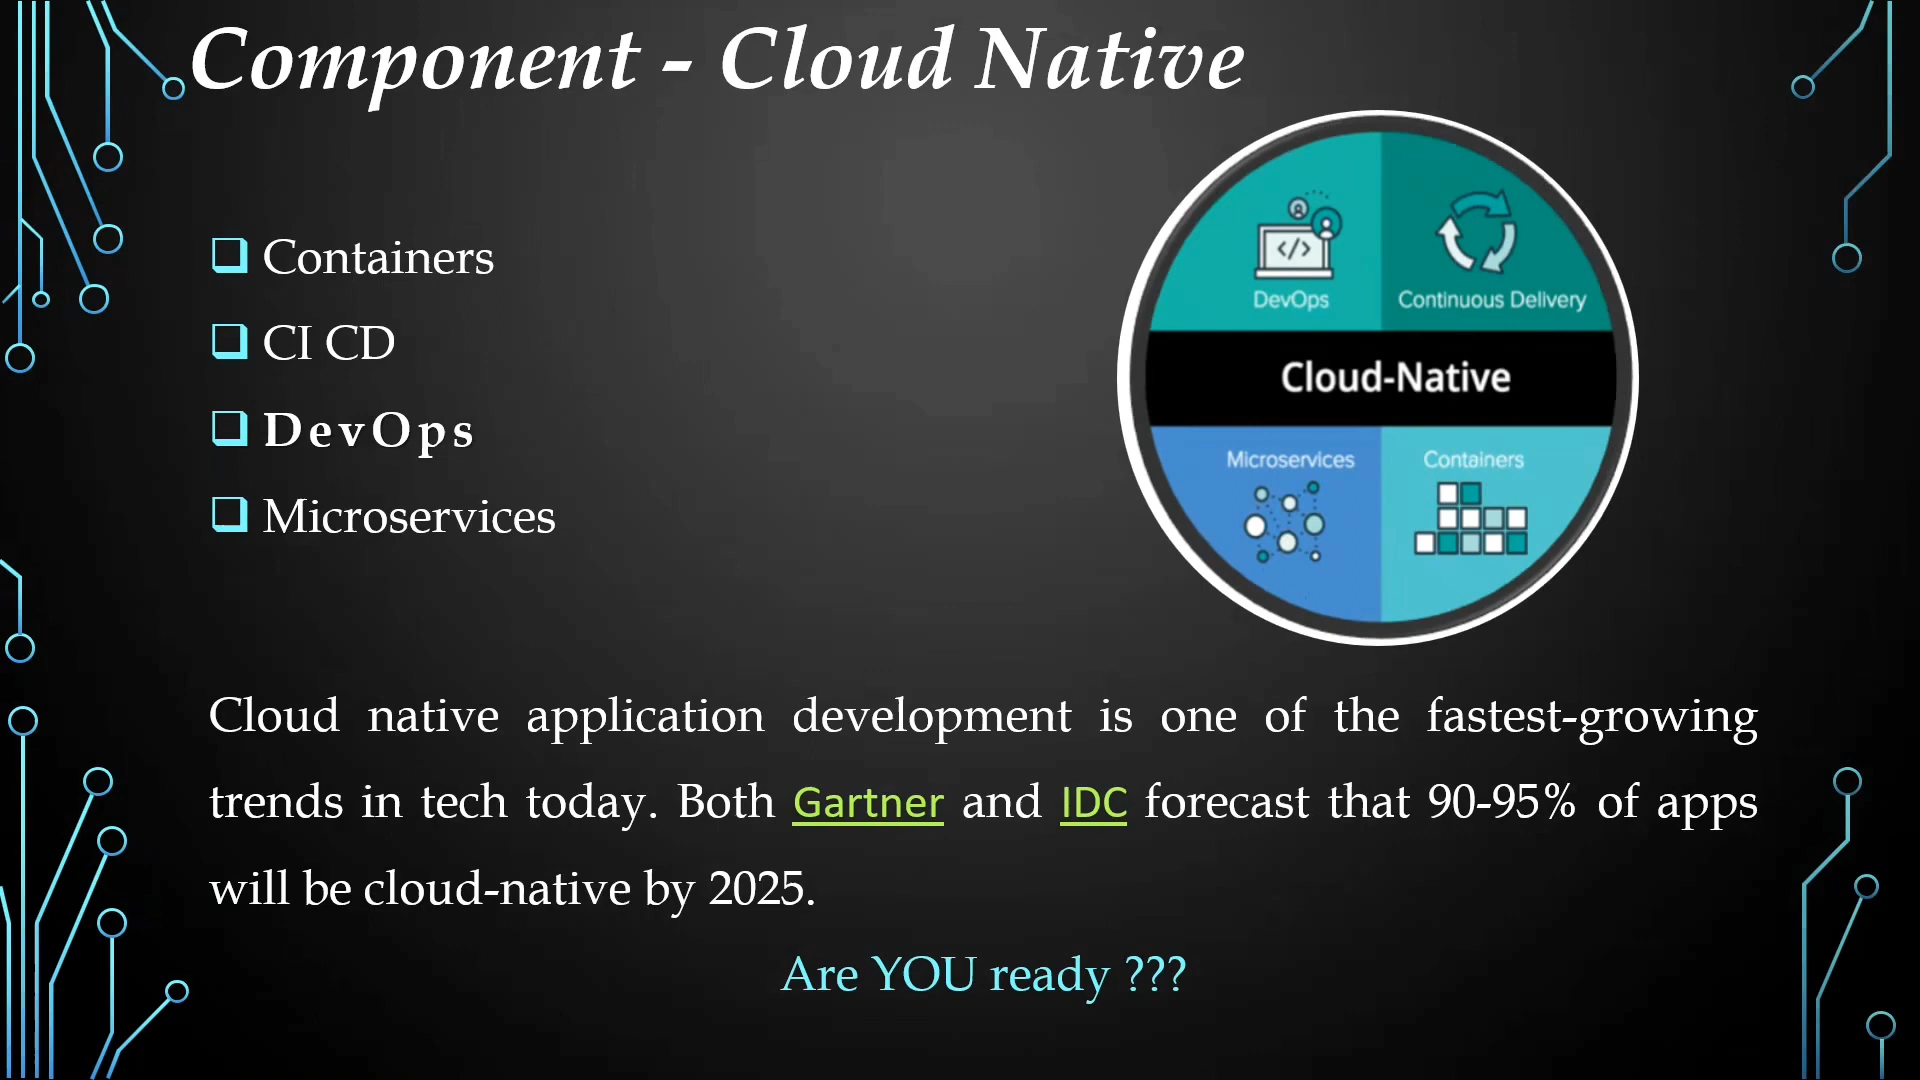 Component - Cloud Native
Containers
CI CD
DevOps
Microservices
DevOps
Continuous Delivery
Cloud-Native
Microservices
Containers
Cloud native application development is one of the fastest-growing
trends in tech today. Both Gartner and IDC forecast that 90-95% of apps
will be cloud-native by 2025.
Are YOU ready ???